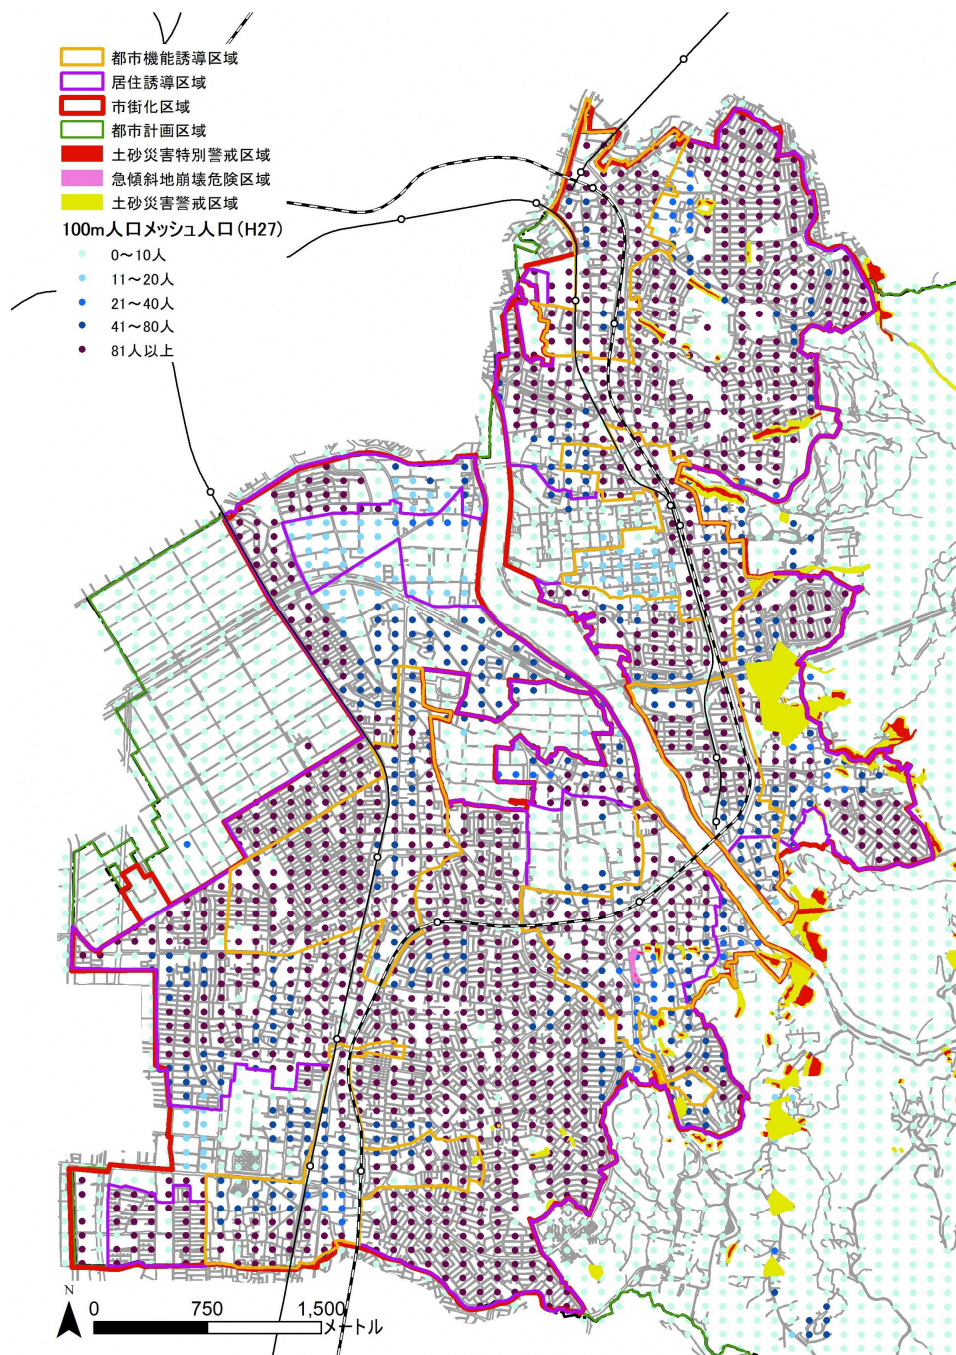 都市機能誘導区域
居住誘導区域
市街化区域
都市計画区域
土砂災害特別警戒区域
急傾斜地崩壊危険区域
土砂災害警戒区域
100m人口メッシュ人口(H27)
0～10人
11～20人
21～40人
41～80人
81人以上
N
0 750 1,500
メートル